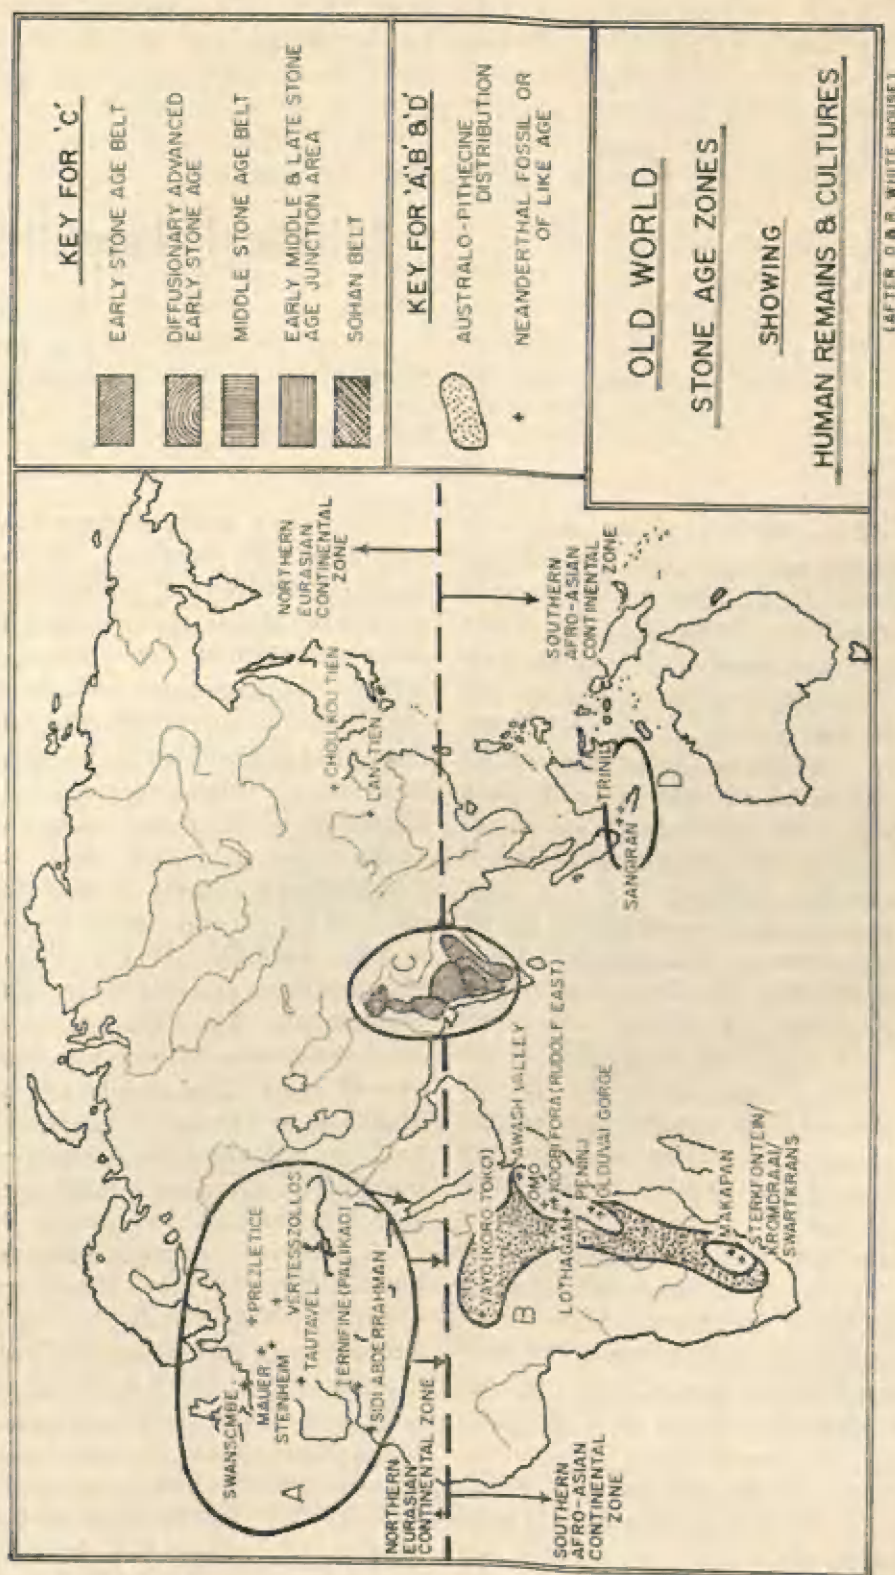 KEY FOR 'C'
EARLY STONE AGE BELT
DIFFUSIONARY ADVANCED
EARLY STONE AGE
MIDDLE STONE AGE BELT
EARLY MIDDLE & LATE STONE
AGE JUNCTION AREA
SOHAN BELT
KEY FOR 'A','B' & 'D'
AUSTRALO-PITHECINE
DISTRIBUTION
NEANDERTHAL FOSSIL OR
OF LIKE AGE
OLD WORLD
STONE AGE ZONES
SHOWING
HUMAN REMAINS & CULTURES
(AFTER D & R WHITE HOUSE)
NORTHERN
EURASIAN
CONTINENTAL
ZONE
SOUTHERN
AFRO-ASIAN
CONTINENTAL
ZONE
CHOU KOU TIEN
LAN TIEN
TRINIL
SANGIRAN
D
C
SWANSCMBE
MAUER
STEINHEIM
PREZLETICE
VERTESSZOLLOS
TAUTAVEL
TERNIFINE (PALIKAO)
SIDI ABDERRAHMAN
A
NORTHERN
EURASIAN
CONTINENTAL ZONE
SOUTHERN
AFRO-ASIAN
CONTINENTAL
ZONE
YAYO (KORO TORO)
AWASH VALLEY
OMO
KOOBI FORA (RUDOLF EAST)
LOTHAGAM
PENINJ
OLDUVAI GORGE
B
MAKAPAN
STERKFONTEIN/
KROMDRAAI/
SWARTKRANS